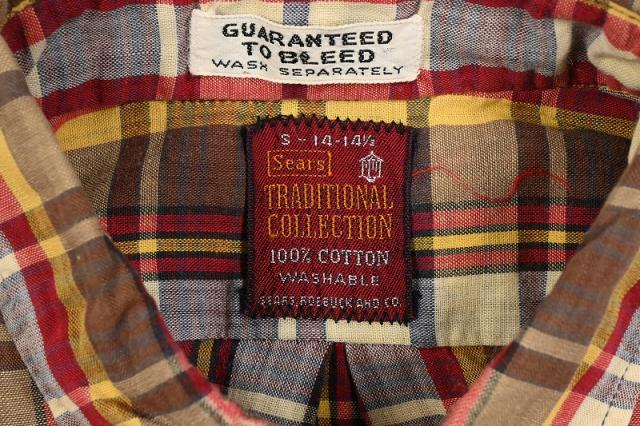 GUARANTEED
TO BLEED
WASH SEPARATELY
S - 14-14½
Sears
TRADITIONAL
COLLECTION
100% COTTON
WASHABLE
SEARS, ROEBUCK AND CO.